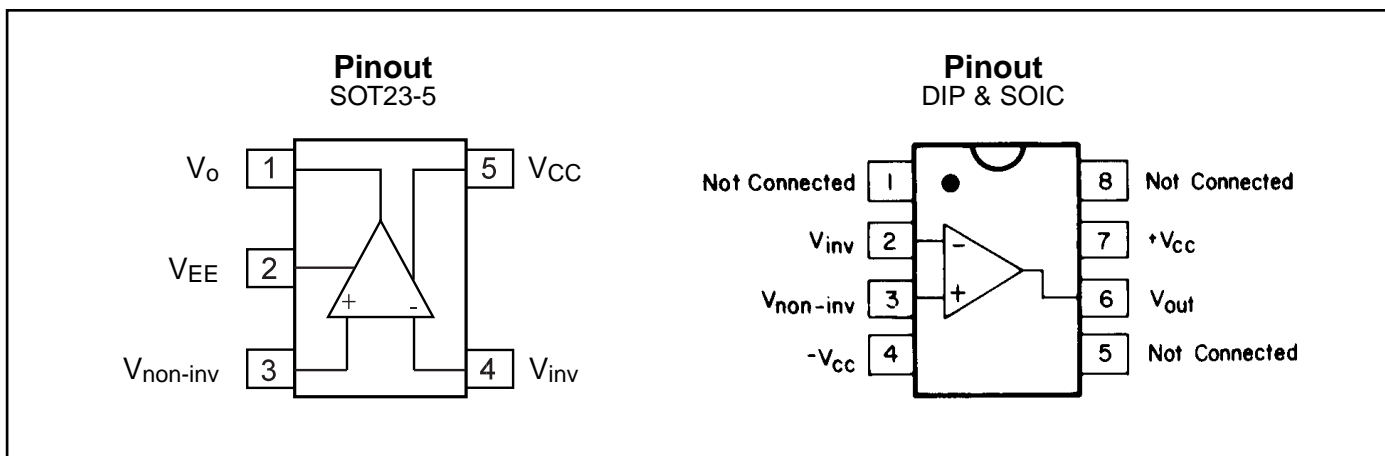 Pinout
SOT23-5
Vo 1
5 VCC
VEE 2
+ -
Vnon-inv 3
4 Vinv
Pinout
DIP & SOIC
Not Connected 1
8 Not Connected
Vinv 2
-
7 +Vcc
Vnon-inv 3
+
6 Vout
-Vcc 4
5 Not Connected